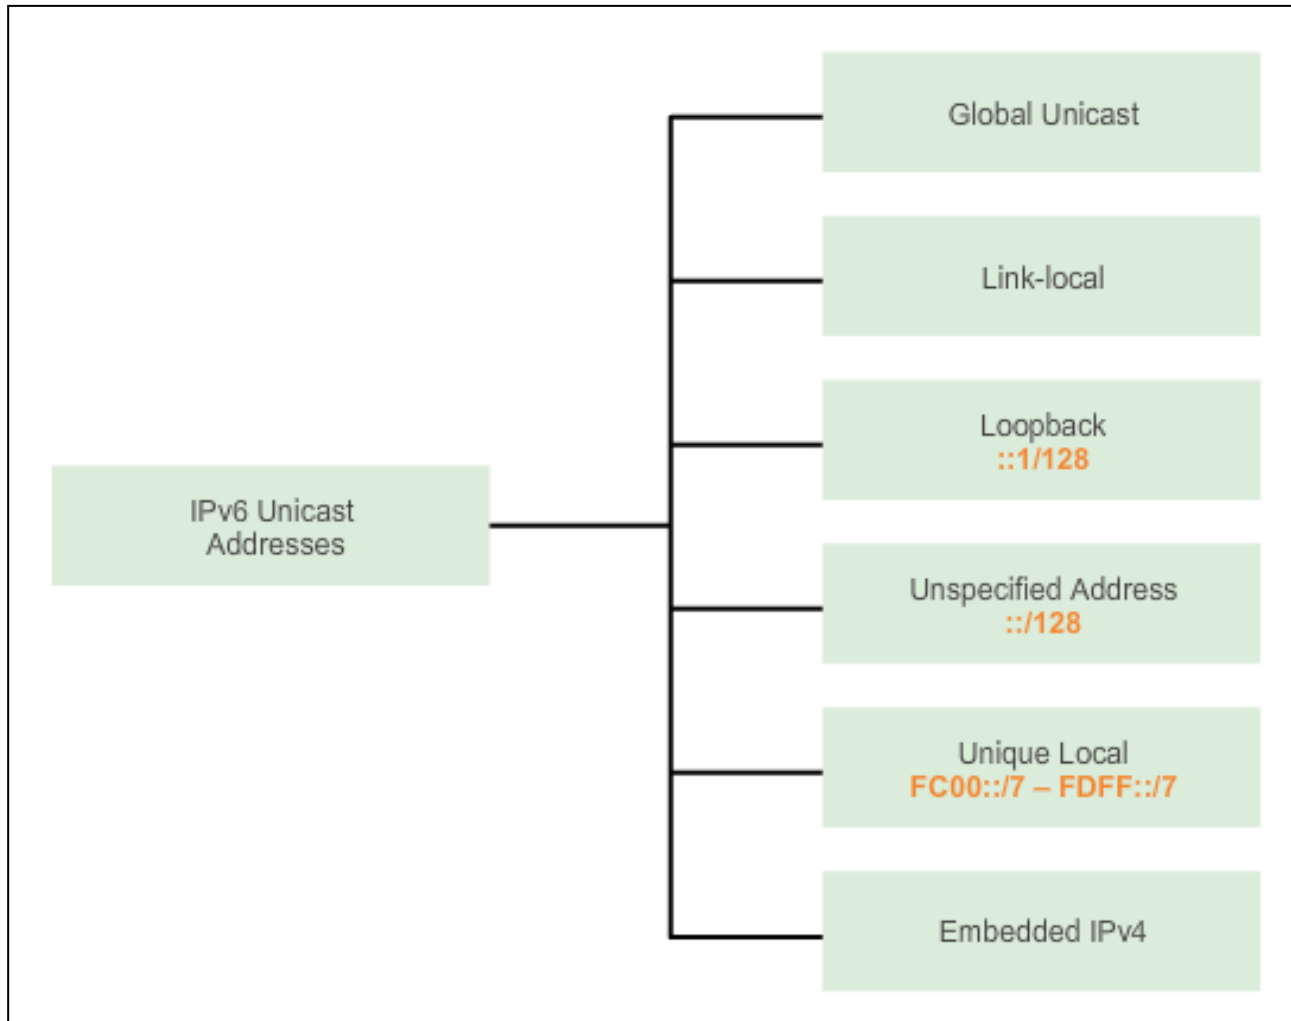 Global Unicast
Link-local
Loopback
::1/128
IPv6 Unicast
Addresses
Unspecified Address
::/128
Unique Local
FC00::/7 – FDFF::/7
Embedded IPv4